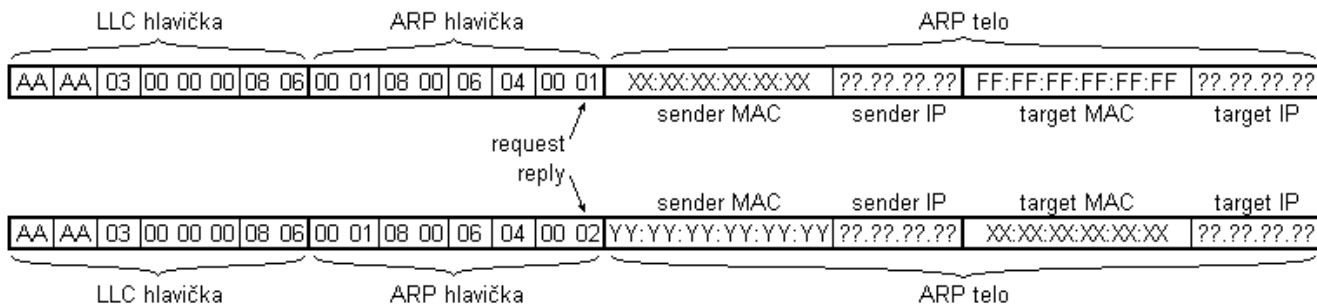 LLC hlavička ARP hlavička ARP telo
AA AA 03 00 00 00 08 06 00 01 08 00 06 04 00 01 XX:XX:XX:XX:XX:XX ??.??.??.?? FF:FF:FF:FF:FF:FF ??.??.??.??
sender MAC sender IP target MAC target IP
request
reply
sender MAC sender IP target MAC target IP
AA AA 03 00 00 00 08 06 00 01 08 00 06 04 00 02 YY:YY:YY:YY:YY:YY ??.??.??.?? XX:XX:XX:XX:XX:XX ??.??.??.??
LLC hlavička ARP hlavička ARP telo